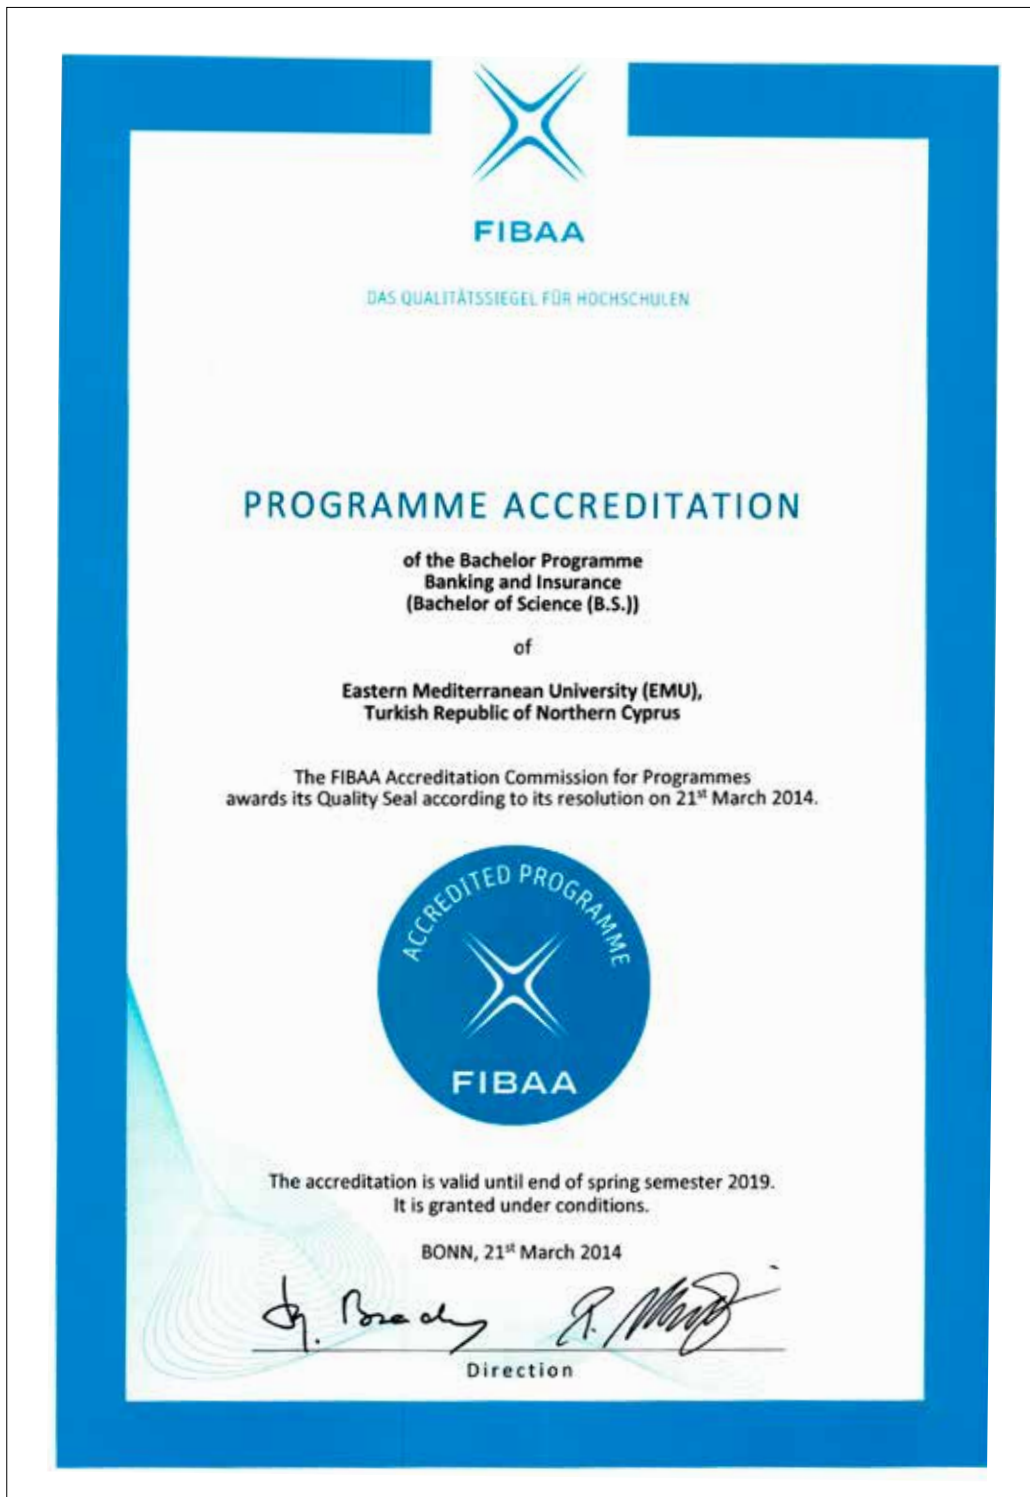 FIBAA
DAS QUALITÄTSSIEGEL FÜR HOCHSCHULEN
PROGRAMME ACCREDITATION
of the Bachelor Programme
Banking and Insurance
(Bachelor of Science (B.S.))
of
Eastern Mediterranean University (EMU),
Turkish Republic of Northern Cyprus
The FIBAA Accreditation Commission for Programmes
awards its Quality Seal according to its resolution on 21st March 2014.
ACCREDITED PROGRAMME
FIBAA
The accreditation is valid until end of spring semester 2019.
It is granted under conditions.
BONN, 21st March 2014
Direction